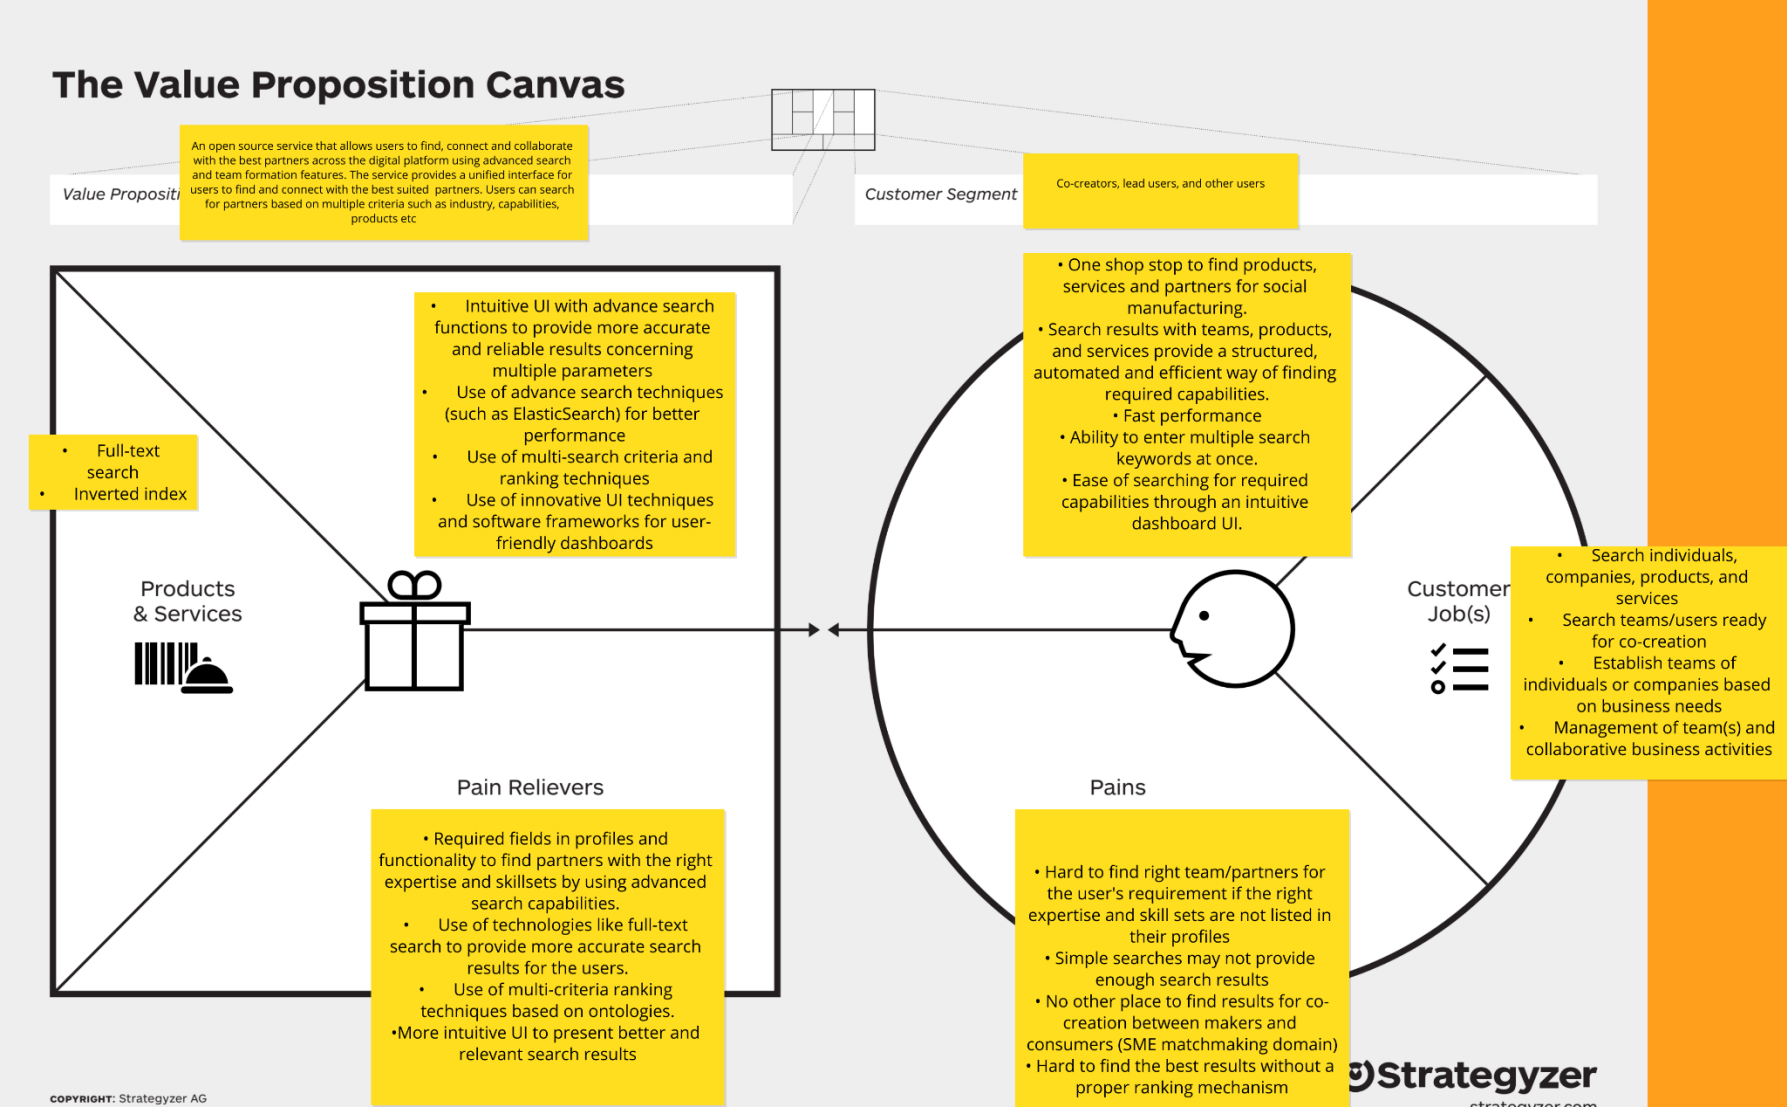 The Value Proposition Canvas
An open source service that allows users to find, connect and collaborate
with the best partners across the digital platform using advanced search
and team formation features. The service provides a unified interface for
users to find and connect with the best suited partners. Users can search
for partners based on multiple criteria such as industry, capabilities,
products etc
Value Propositi
Customer Segment
Co-creators, lead users, and other users
• Intuitive UI with advance search
functions to provide more accurate
and reliable results concerning
multiple parameters
• Use of advance search techniques
(such as ElasticSearch) for better
performance
• Use of multi-search criteria and
ranking techniques
• Use of innovative UI techniques
and software frameworks for user-
friendly dashboards
• Full-text
search
• Inverted index
Products
& Services
Pain Relievers
• Required fields in profiles and
functionality to find partners with the right
expertise and skillsets by using advanced
search capabilities.
• Use of technologies like full-text
search to provide more accurate search
results for the users.
• Use of multi-criteria ranking
techniques based on ontologies.
•More intuitive UI to present better and
relevant search results
• One shop stop to find products,
services and partners for social
manufacturing.
• Search results with teams, products,
and services provide a structured,
automated and efficient way of finding
required capabilities.
• Fast performance
• Ability to enter multiple search
keywords at once.
• Ease of searching for required
capabilities through an intuitive
dashboard UI.
Customer
Job(s)
• Search individuals,
companies, products, and
services
• Search teams/users ready
for co-creation
• Establish teams of
individuals or companies based
on business needs
• Management of team(s) and
collaborative business activities
Pains
• Hard to find right team/partners for
the user's requirement if the right
expertise and skill sets are not listed in
their profiles
• Simple searches may not provide
enough search results
• No other place to find results for co-
creation between makers and
consumers (SME matchmaking domain)
• Hard to find the best results without a
proper ranking mechanism
COPYRIGHT: Strategyzer AG
Strategyzer
strategyzer.com